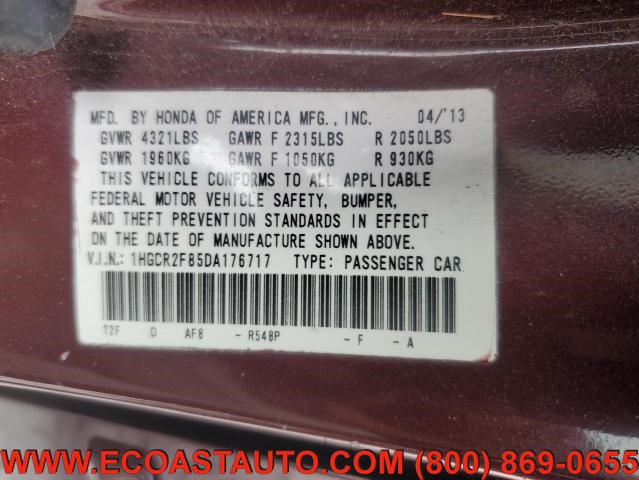 MFD. BY HONDA OF AMERICA MFG., INC. 04/'13
GVWR 4321LBS GAWR F 2315LBS R 2050LBS
GVWR 1960KG GAWR F 1050KG R 930KG
THIS VEHICLE CONFORMS TO ALL APPLICABLE
FEDERAL MOTOR VEHICLE SAFETY, BUMPER,
AND THEFT PREVENTION STANDARDS IN EFFECT
ON THE DATE OF MANUFACTURE SHOWN ABOVE.
V.I.N.: 1HGCR2F85DA176717 TYPE: PASSENGER CAR
T2F D AF8 - R548P - F - A
WWW.ECOASTAUTO.COM (800) 869-0655